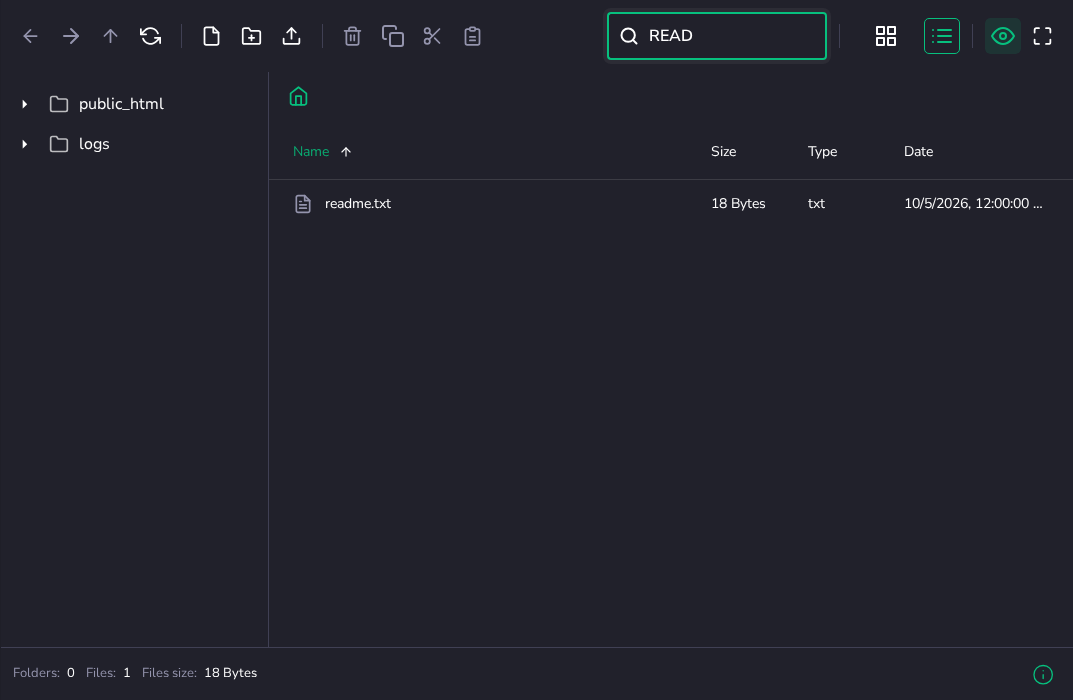 READ
public_html
logs
Name Size Type Date
readme.txt 18 Bytes txt 10/5/2026, 12:00:00 ...
Folders: 0 Files: 1 Files size: 18 Bytes